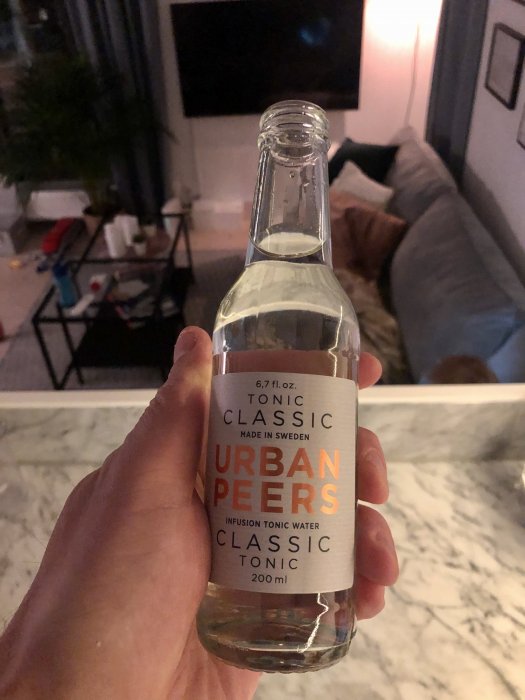 6,7 fl. oz.
TONIC
CLASSIC
MADE IN SWEDEN
URBAN
PEERS
INFUSION TONIC WATER
CLASSIC
TONIC
200 ml